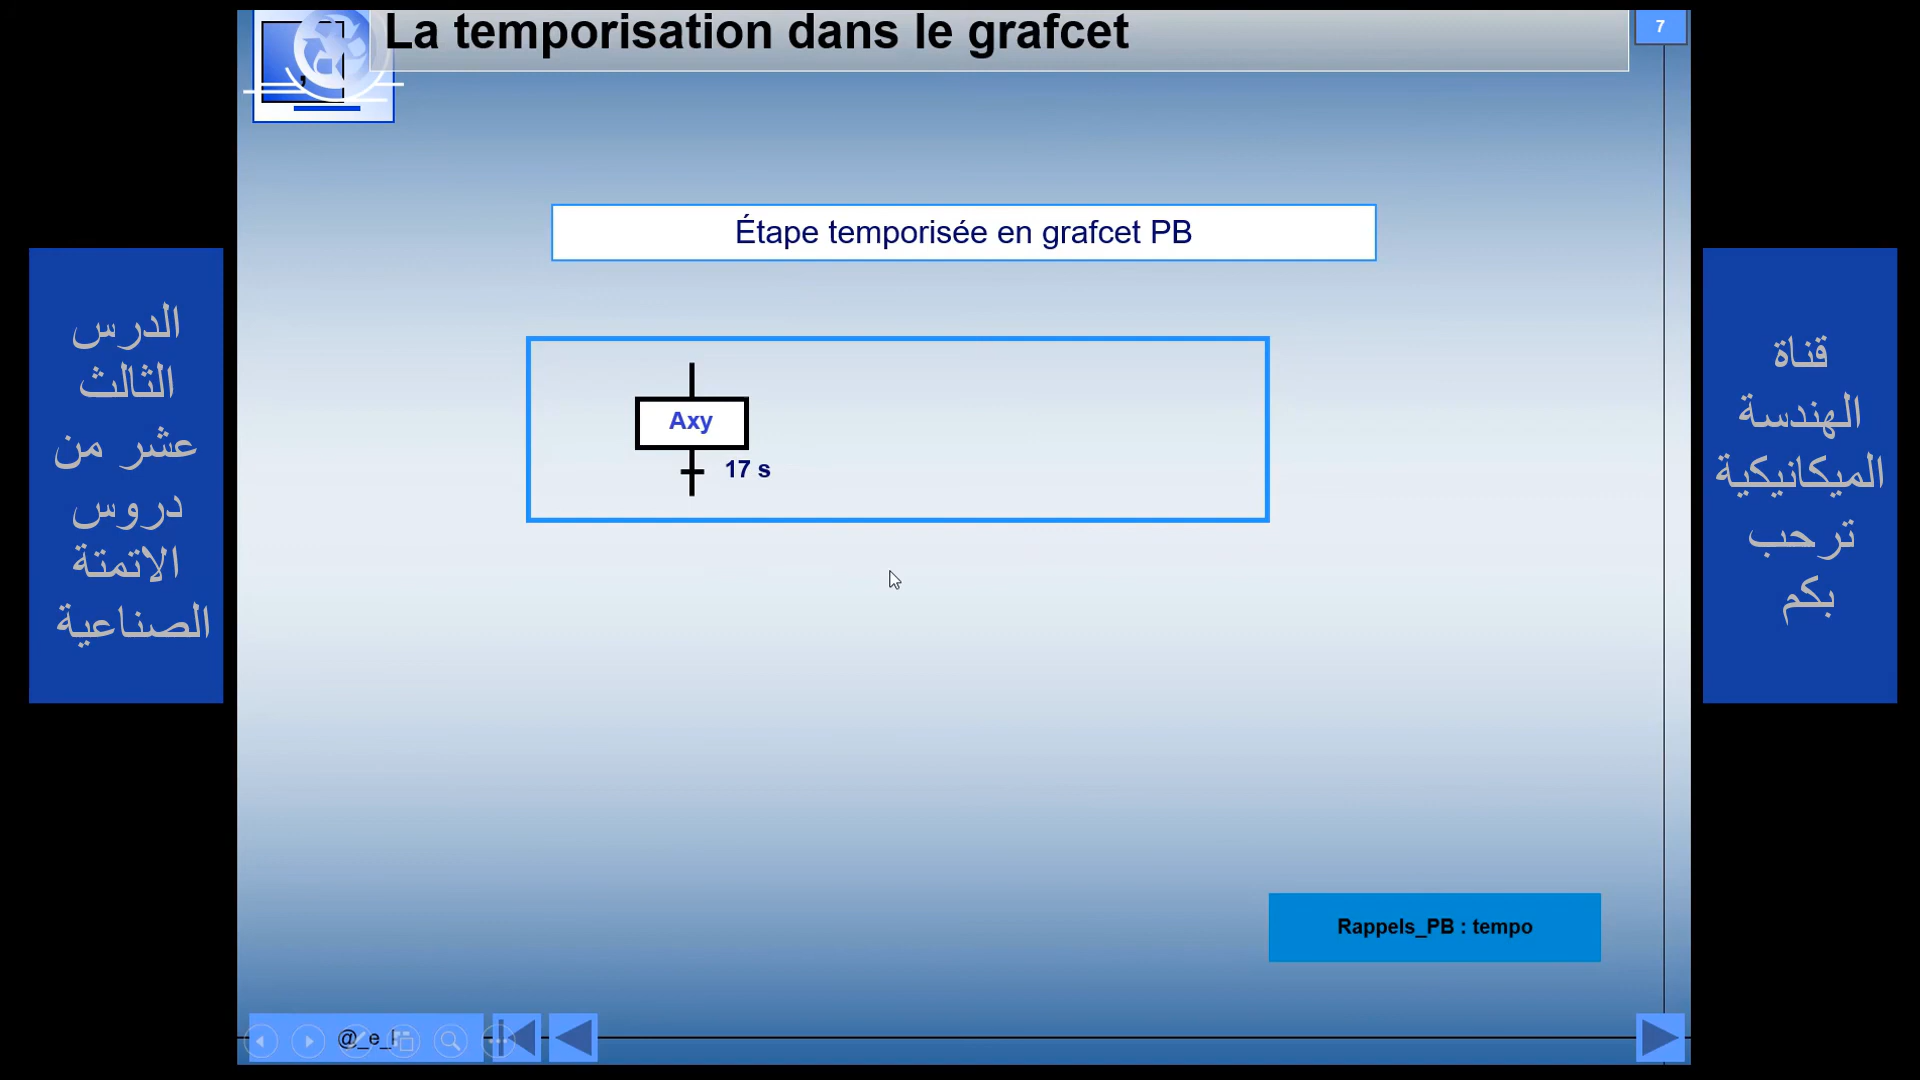 La temporisation dans le grafcet
7
Étape temporisée en grafcet PB
الدرس
الثالث
عشر من
دروس
الاتمتة
الصناعية
قناة
الهندسة
الميكانيكية
ترحب
بكم
Axy
17 s
Rappels_PB : tempo
@_e_